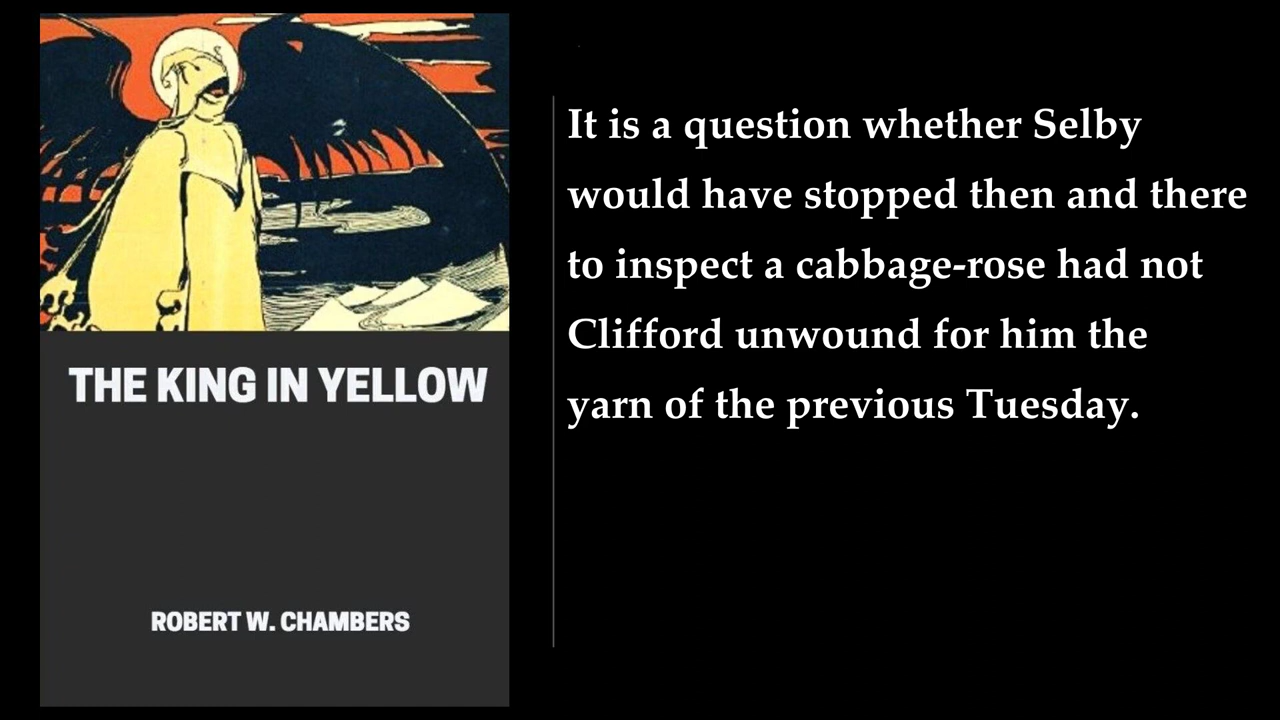 THE KING IN YELLOW
ROBERT W. CHAMBERS
It is a question whether Selby
would have stopped then and there
to inspect a cabbage-rose had not
Clifford unwound for him the
yarn of the previous Tuesday.